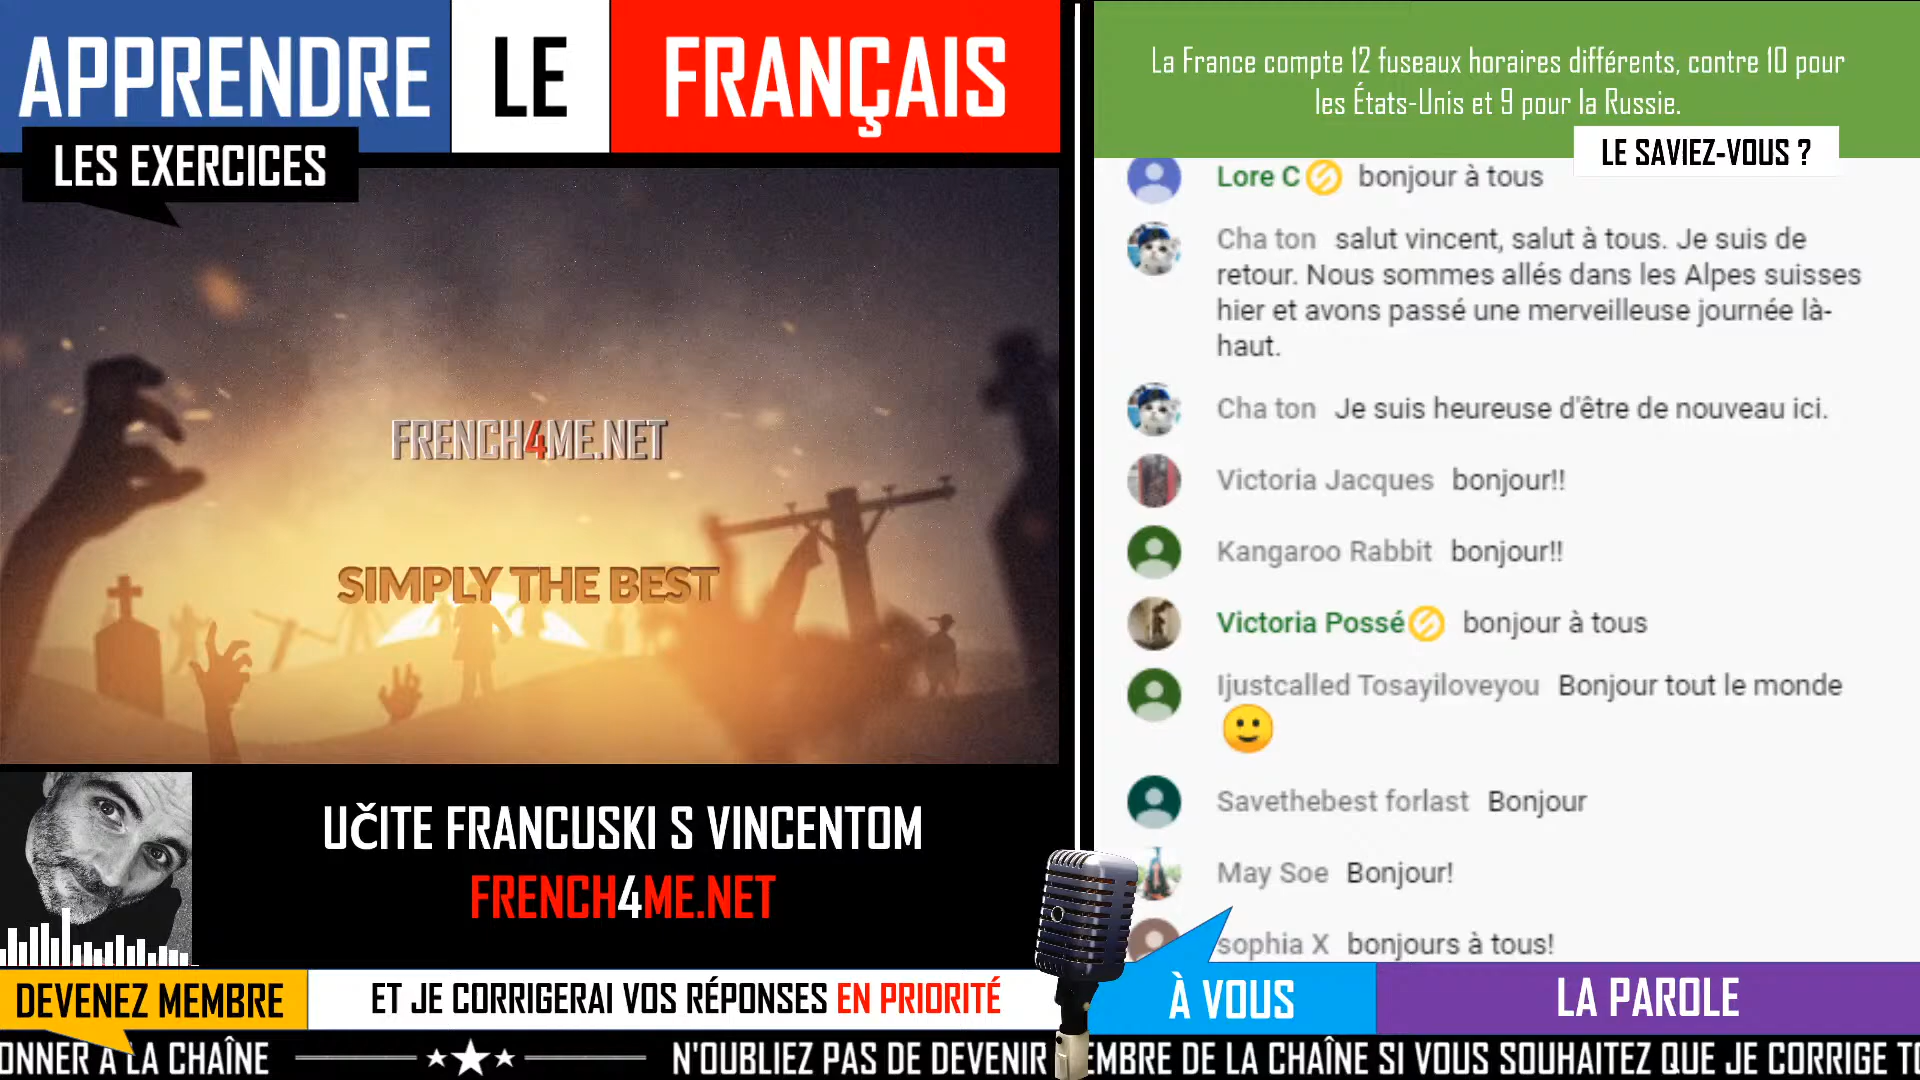 APPRENDRE LE FRANÇAIS
LES EXERCICES
FRENCH4ME.NET
SIMPLY THE BEST
UČITE FRANCUSKI S VINCENTOM
FRENCH4ME.NET
La France compte 12 fuseaux horaires différents, contre 10 pour
les États-Unis et 9 pour la Russie.
LE SAVIEZ-VOUS ?
Lore C bonjour à tous
Cha ton salut vincent, salut à tous. Je suis de
retour. Nous sommes allés dans les Alpes suisses
hier et avons passé une merveilleuse journée là-
haut.
Cha ton Je suis heureuse d'être de nouveau ici.
Victoria Jacques bonjour!!
Kangaroo Rabbit bonjour!!
Victoria Possé bonjour à tous
Ijustcalled Tosayiloveyou Bonjour tout le monde
🙂
Savethebest forlast Bonjour
May Soe Bonjour!
sophia X bonjours à tous!
DEVENEZ MEMBRE
ET JE CORRIGERAI VOS RÉPONSES EN PRIORITÉ
À VOUS
LA PAROLE
ONNER À LA CHAÎNE N'OUBLIEZ PAS DE DEVENIR EMBRE DE LA CHAÎNE SI VOUS SOUHAITEZ QUE JE CORRIGE